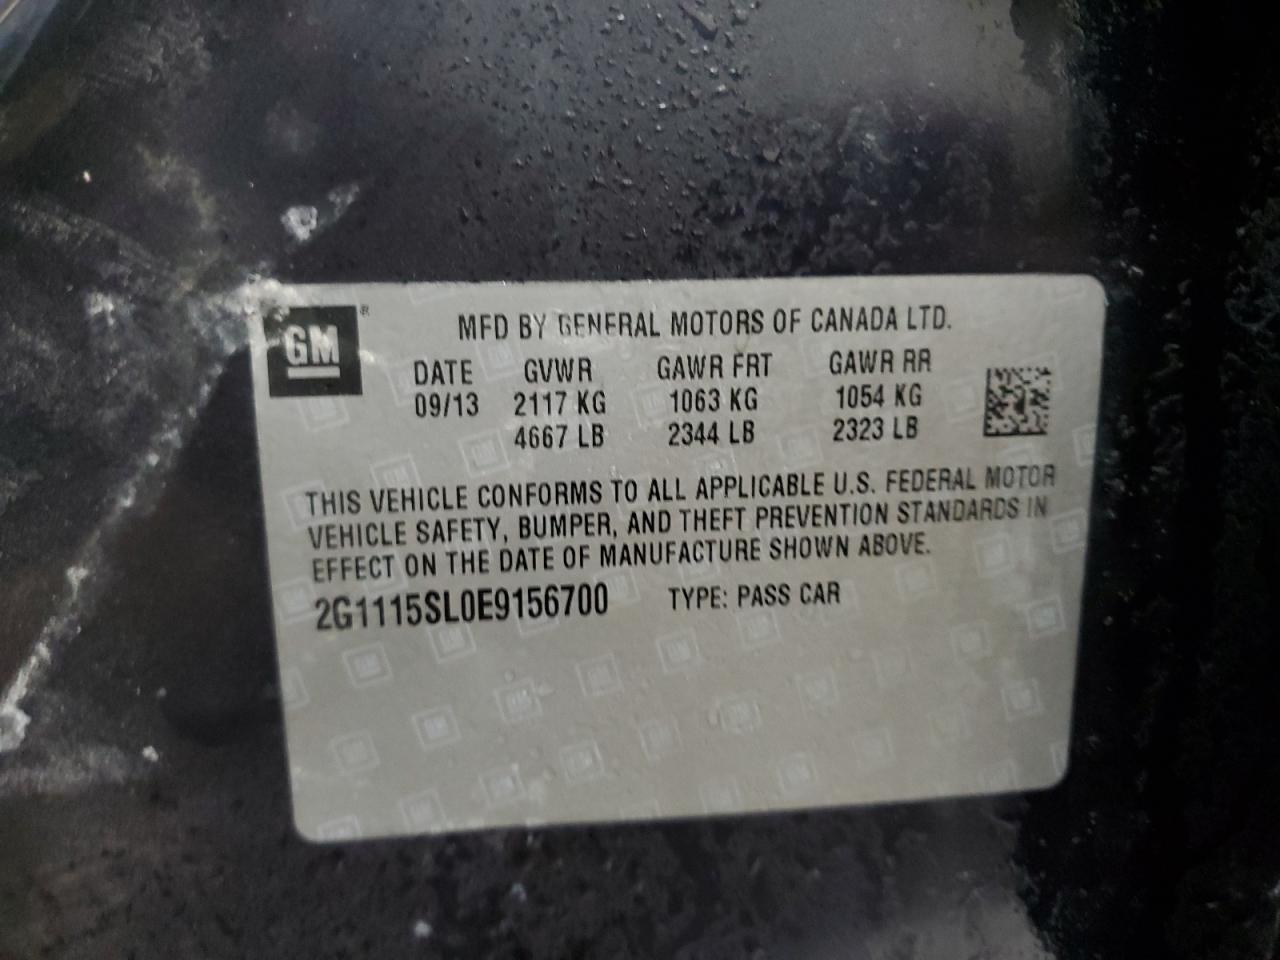 GM®
MFD BY GENERAL MOTORS OF CANADA LTD.
DATE GVWR GAWR FRT GAWR RR
09/13 2117 KG 1063 KG 1054 KG
4667 LB 2344 LB 2323 LB
THIS VEHICLE CONFORMS TO ALL APPLICABLE U.S. FEDERAL MOTOR
VEHICLE SAFETY, BUMPER, AND THEFT PREVENTION STANDARDS IN
EFFECT ON THE DATE OF MANUFACTURE SHOWN ABOVE.
2G1115SL0E9156700 TYPE: PASS CAR